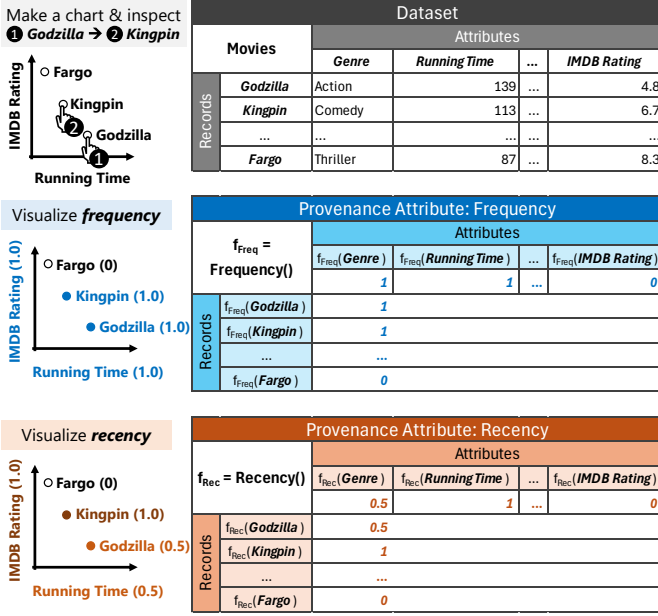 Make a chart & inspect
1 Godzilla → 2 Kingpin
IMDB Rating
Fargo
Kingpin
2
Godzilla
1
Running Time
Dataset
Movies
Attributes
Genre Running Time ... IMDB Rating
Records
Godzilla Action 139 ... 4.8
Kingpin Comedy 113 ... 6.7
... ... ... ... ...
Fargo Thriller 87 ... 8.3
Visualize frequency
IMDB Rating (1.0)
Fargo (0)
Kingpin (1.0)
Godzilla (1.0)
Running Time (1.0)
Provenance Attribute: Frequency
fFreq =
Frequency()
Attributes
fFreq(Genre) fFreq(Running Time) ... fFreq(IMDB Rating)
1 1 ... 0
Records
fFreq(Godzilla) 1
fFreq(Kingpin) 1
... ...
fFreq(Fargo) 0
Visualize recency
IMDB Rating (1.0)
Fargo (0)
Kingpin (1.0)
Godzilla (0.5)
Running Time (0.5)
Provenance Attribute: Recency
fRec = Recency()
Attributes
fRec(Genre) fRec(Running Time) ... fRec(IMDB Rating)
0.5 1 ... 0
Records
fRec(Godzilla) 0.5
fRec(Kingpin) 1
... ...
fRec(Fargo) 0